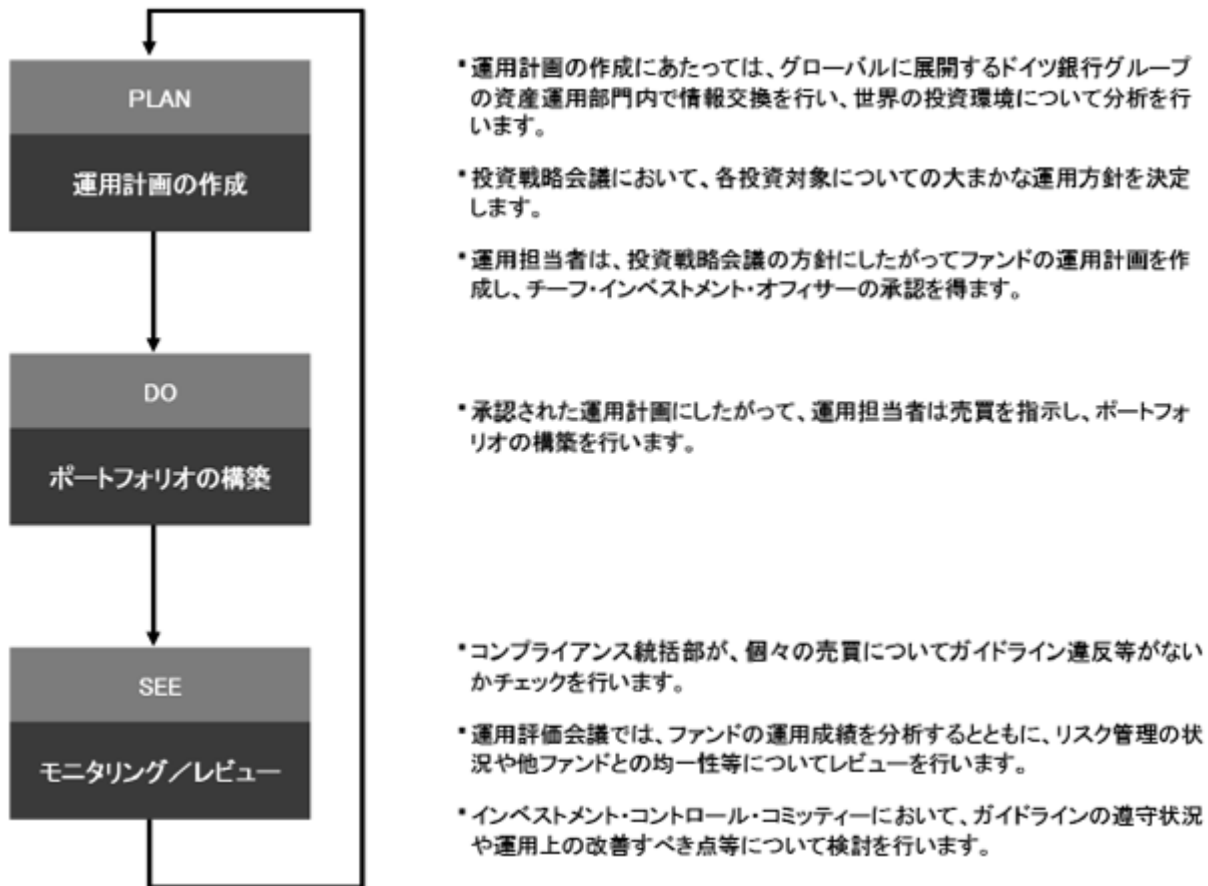 PLAN
運用計画の作成
▪運用計画の作成にあたっては、グローバルに展開するドイツ銀行グループ
の資産運用部門内で情報交換を行い、世界の投資環境について分析を行
います。
▪投資戦略会議において、各投資対象についての大まかな運用方針を決定
します。
▪運用担当者は、投資戦略会議の方針にしたがってファンドの運用計画を作
成し、チーフ・インベストメント・オフィサーの承認を得ます。
DO
ポートフォリオの構築
▪承認された運用計画にしたがって、運用担当者は売買を指示し、ポートフォ
リオの構築を行います。
SEE
モニタリング／レビュー
▪コンプライアンス統括部が、個々の売買についてガイドライン違反等がない
かチェックを行います。
▪運用評価会議では、ファンドの運用成績を分析するとともに、リスク管理の状
況や他ファンドとの均一性等についてレビューを行います。
▪インベストメント・コントロール・コミッティーにおいて、ガイドラインの遵守状況
や運用上の改善すべき点等について検討を行います。